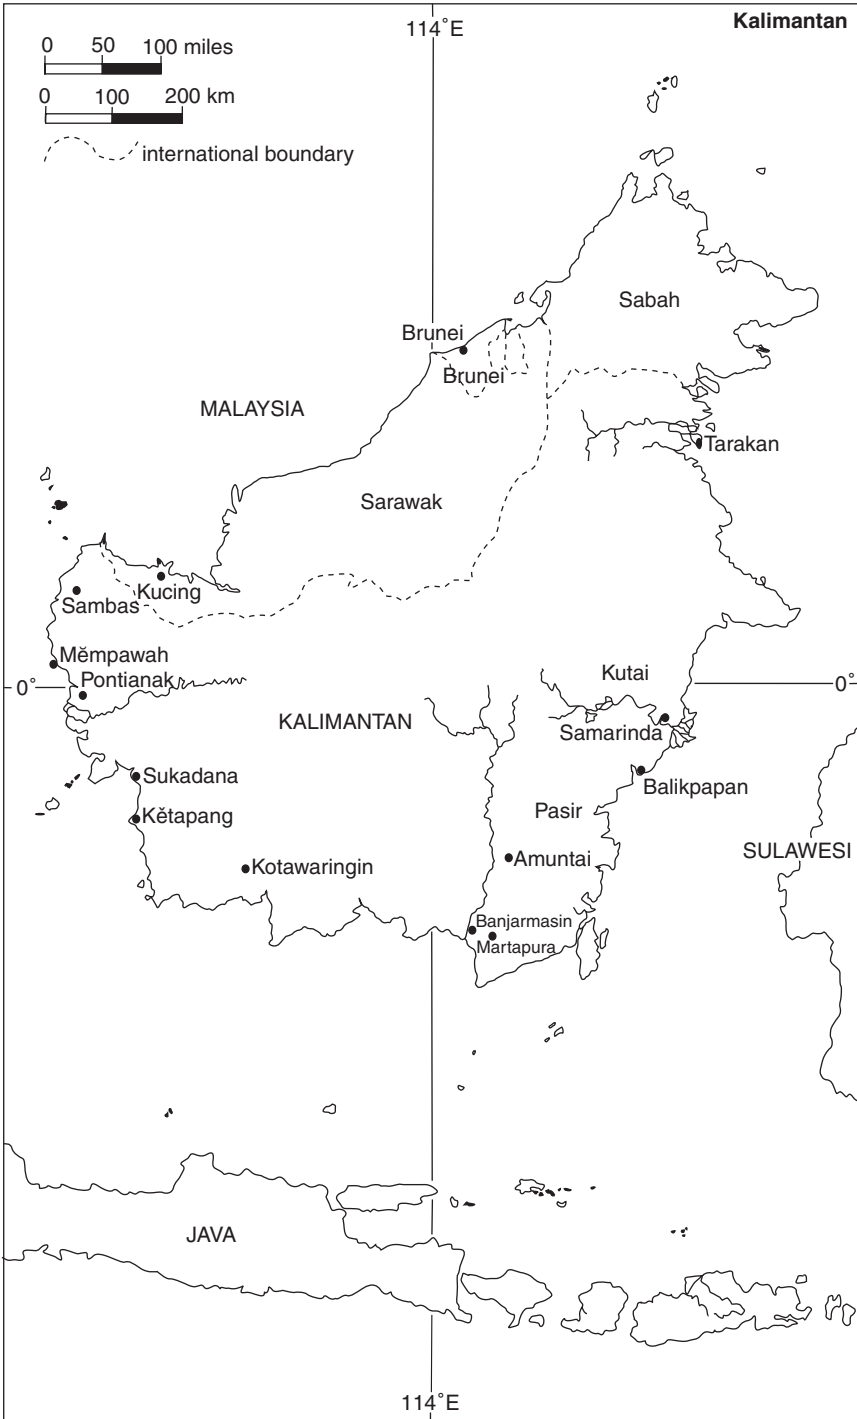 Kalimantan
114°E
0 50 100 miles
0 100 200 km
international boundary
Sabah
Brunei
Brunei
MALAYSIA
Tarakan
Sarawak
Kucing
Sambas
Mĕmpawah
Kutai
0°
0°
Pontianak
KALIMANTAN
Samarinda
Sukadana
Balikpapan
Kĕtapang
Pasir
SULAWESI
Amuntai
Kotawaringin
Banjarmasin
Martapura
JAVA
114°E